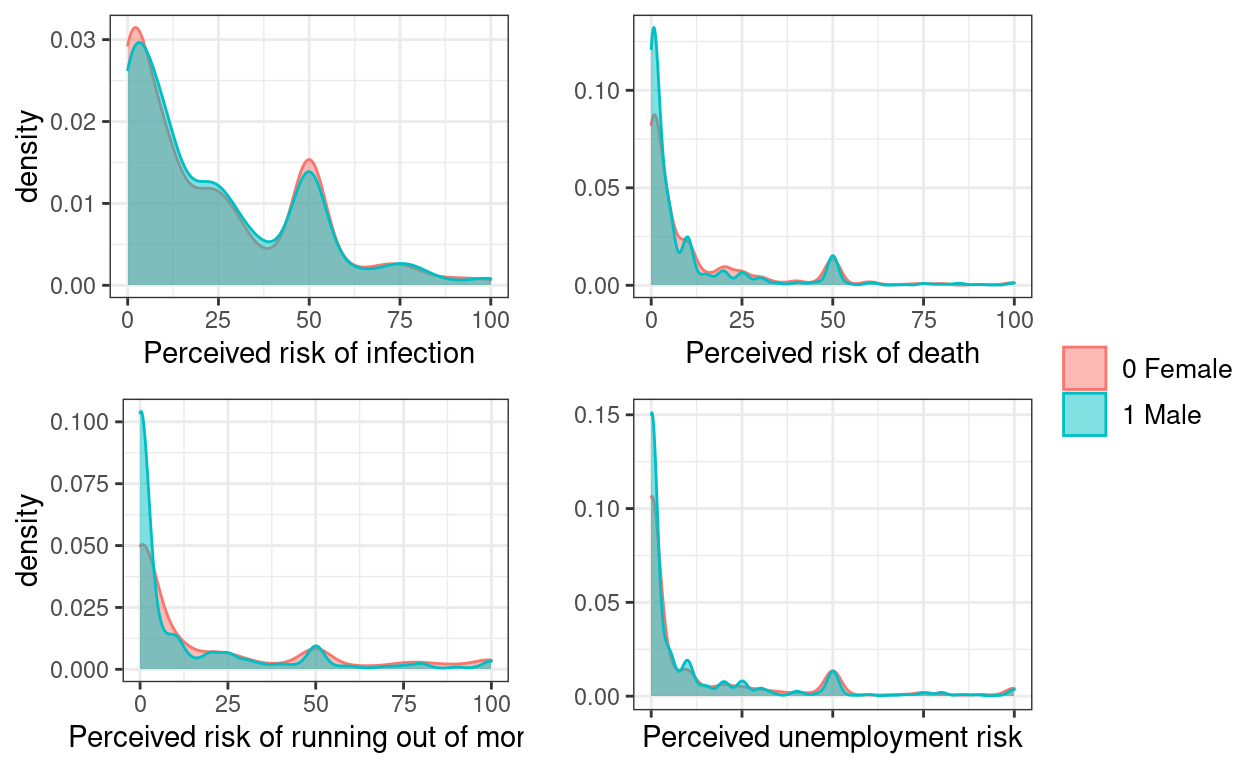 density
0.03
0.02
0.01
0.00
0 25 50 75 100
Perceived risk of infection
0.10
0.05
0.00
0 25 50 75 100
Perceived risk of death
density
0.100
0.075
0.050
0.025
0.000
0 25 50 75 100
Perceived risk of running out of mor
0.15
0.10
0.05
0.00
Perceived unemployment risk
0 Female
1 Male